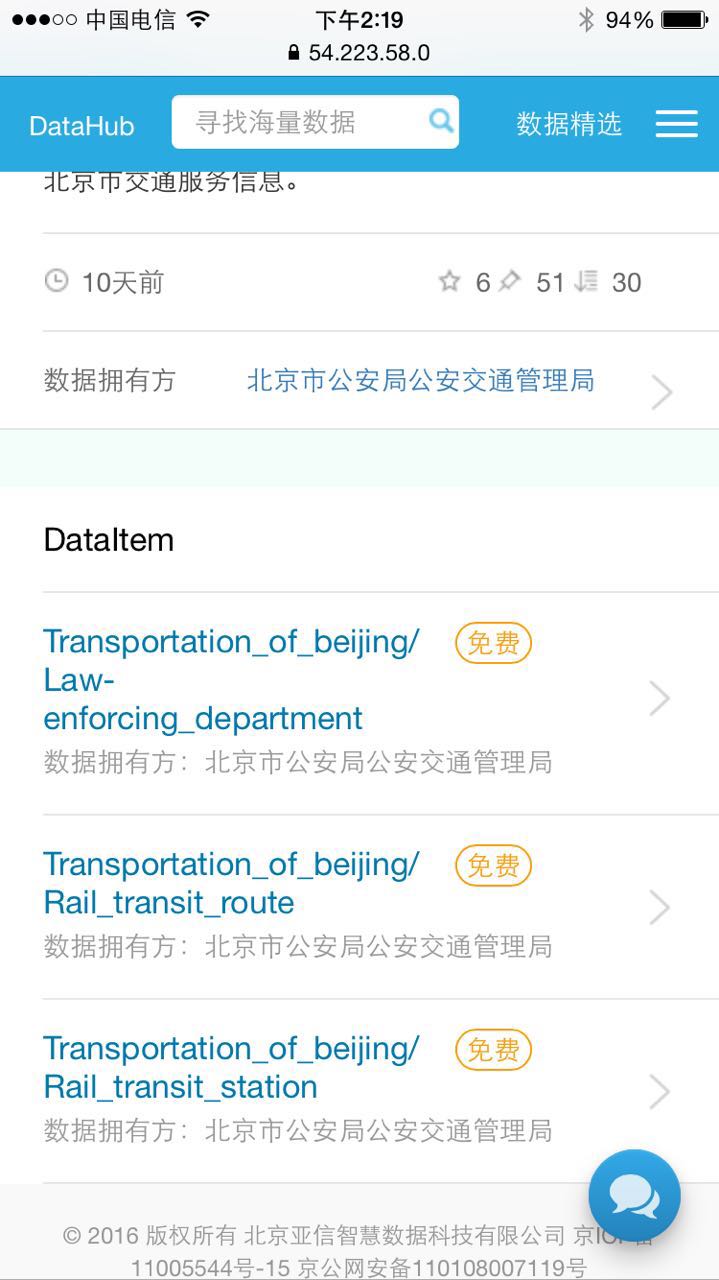 中国电信 下午2:19 94%
54.223.58.0
DataHub 寻找海量数据 数据精选
北京市交通服务信息。
10天前 6 51 30
数据拥有方 北京市公安局公安交通管理局
DataItem
Transportation_of_beijing/ 免费
Law-
enforcing_department
数据拥有方：北京市公安局公安交通管理局
Transportation_of_beijing/ 免费
Rail_transit_route
数据拥有方：北京市公安局公安交通管理局
Transportation_of_beijing/ 免费
Rail_transit_station
数据拥有方：北京市公安局公安交通管理局
© 2016 版权所有 北京亚信智慧数据科技有限公司 京ICP备
11005544号-15 京公网安备110108007119号